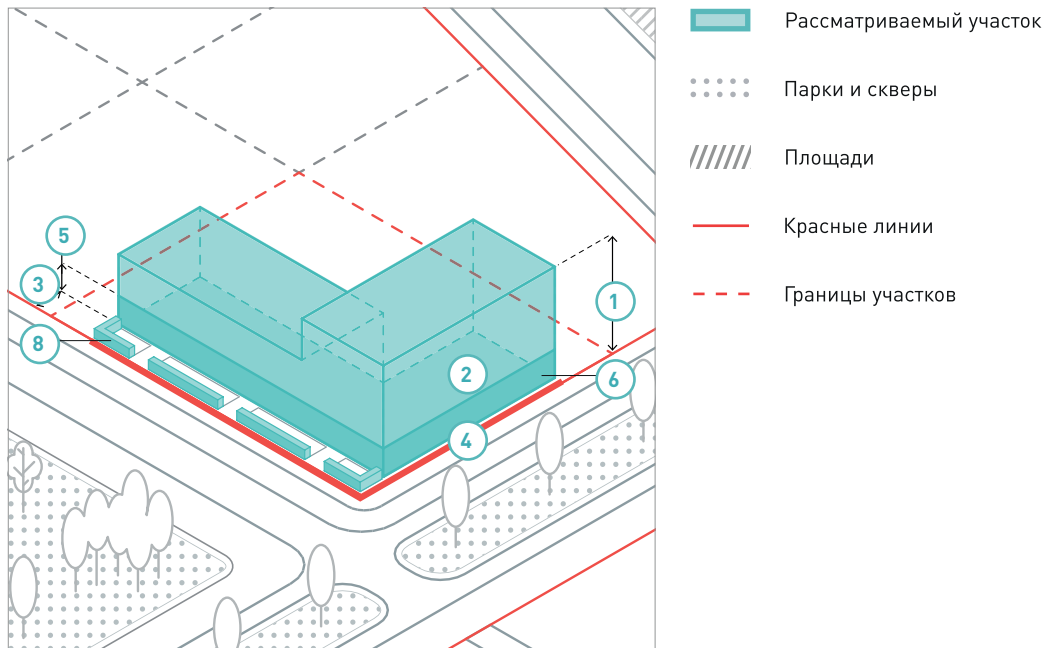 Рассматриваемый участок
Парки и скверы
Площади
Красные линии
Границы участков
5
3
8
1
2
6
4